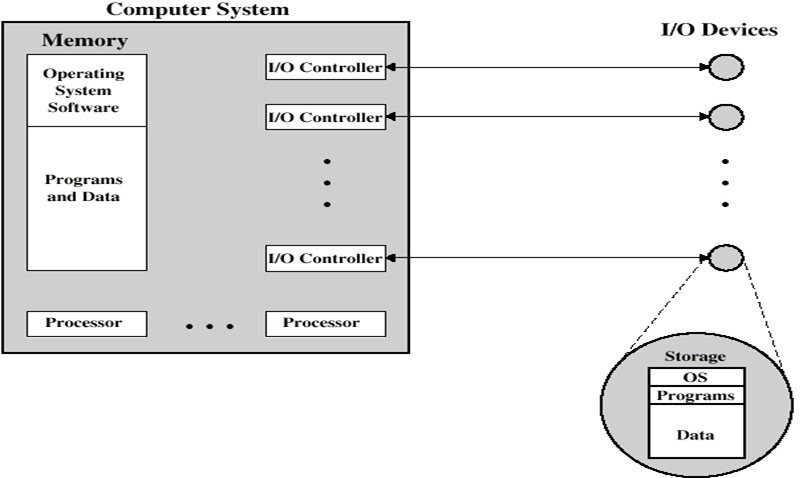 Computer System
I/O Devices
Memory
Operating
System
Software
Programs
and Data
I/O Controller
I/O Controller
I/O Controller
Processor
Processor
Storage
OS
Programs
Data